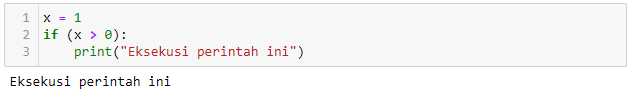 1 x = 1
2 if (x > 0):
3     print("Eksekusi perintah ini")
Eksekusi perintah ini